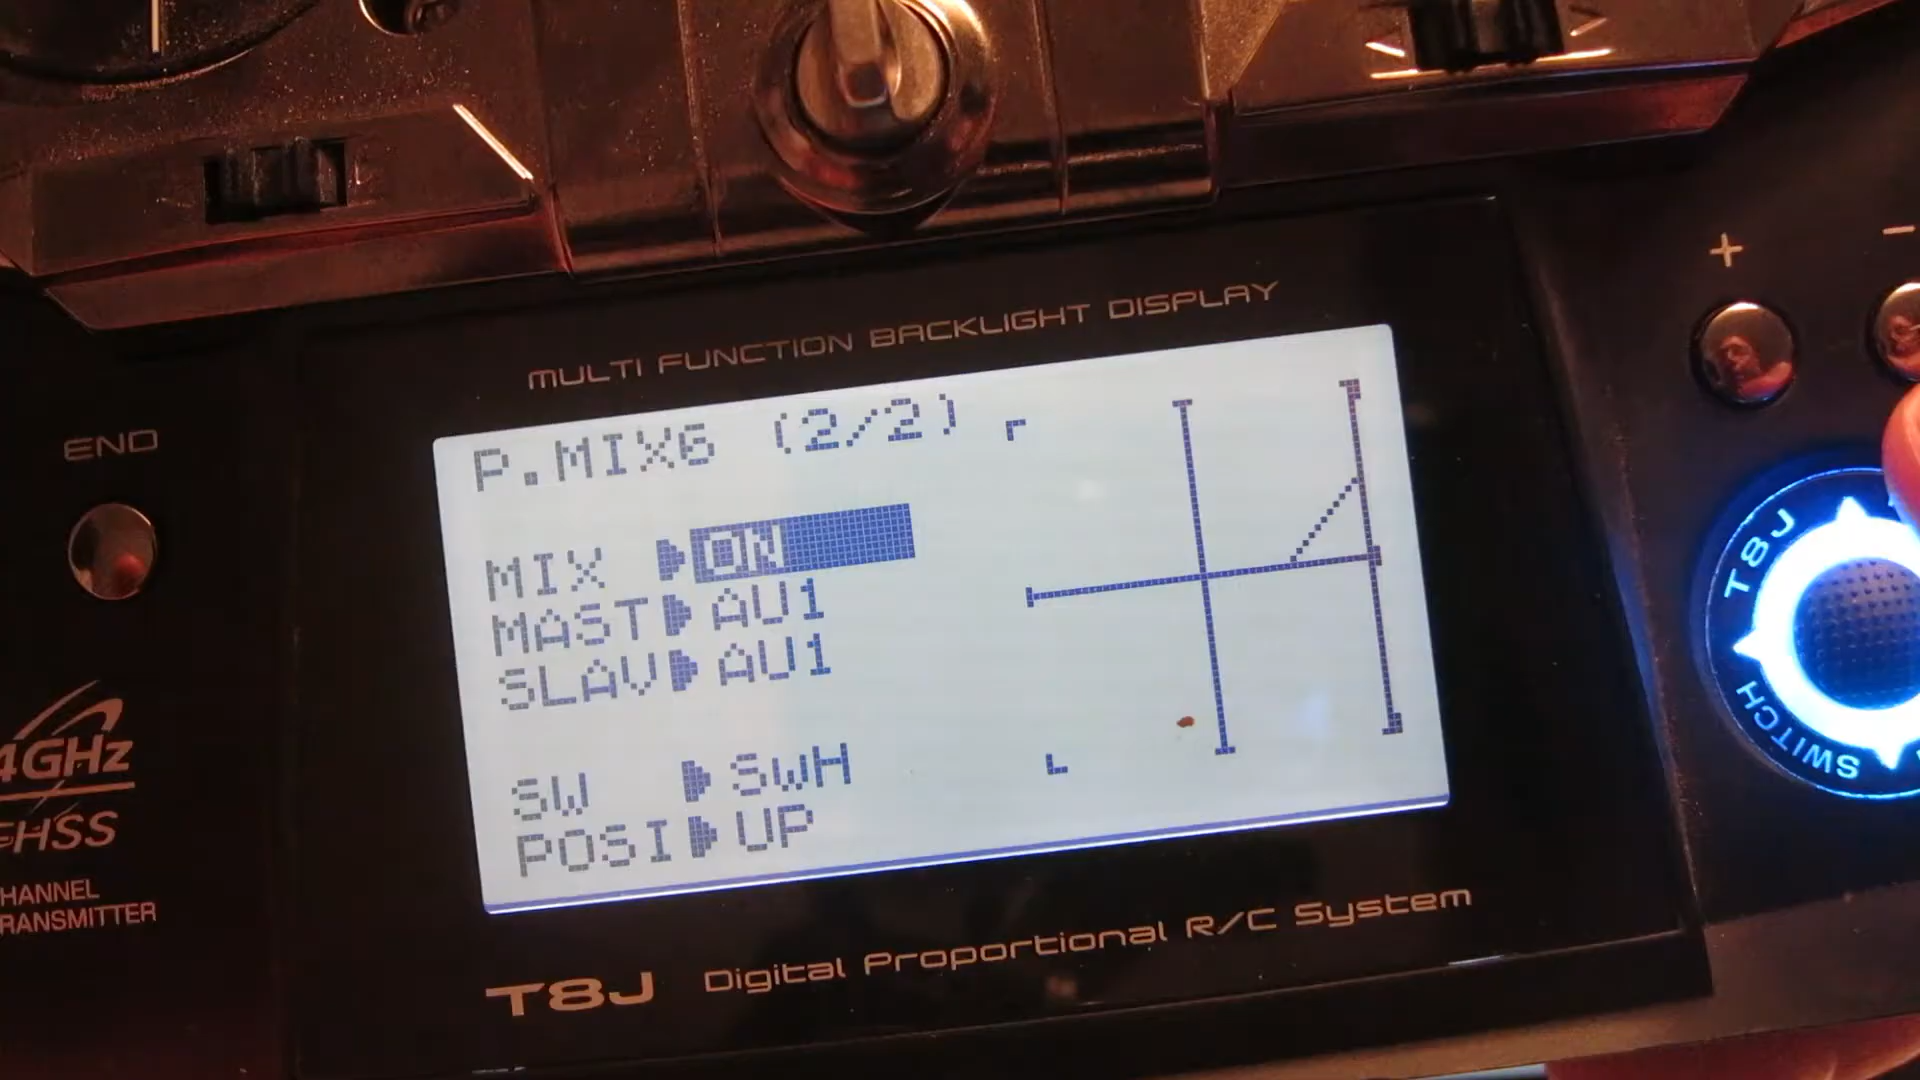 MULTI FUNCTION BACKLIGHT DISPLAY
END
P.MIX6 (2/2)
MIX ▶ ON
MAST▶ AU1
SLAV▶ AU1
SW ▶ SwH
POSI▶ UP
+
-
T8J
SWITCH
4GHz
FHSS
HANNEL
RANSMITTER
T8J Digital Proportional R/C System